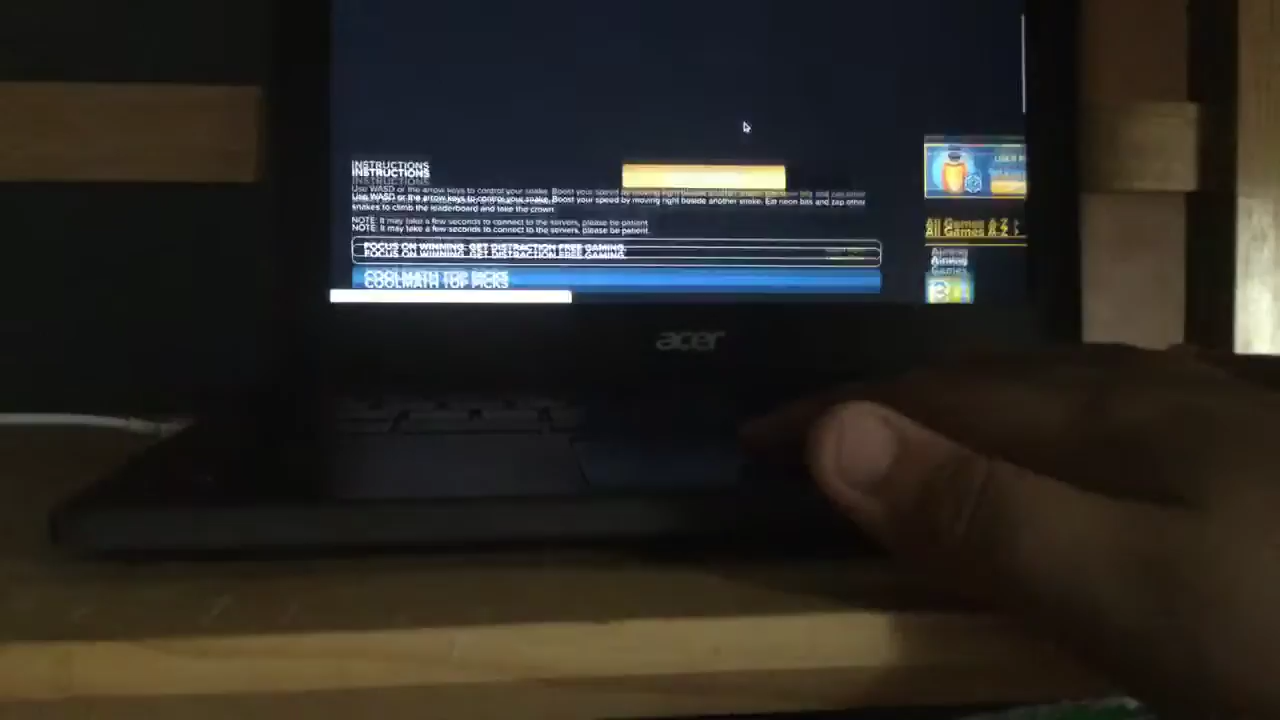 INSTRUCTIONS
Use WASD or the arrow keys to control your snake. Boost your speed by moving right beside another snake. Eat neon bits and zap other
snakes to climb the leaderboard and take the crown.
NOTE: It may take a few seconds to connect to the servers, please be patient.
FOCUS ON WINNING. GET DISTRACTION FREE GAMING.
COOLMATH TOP PICKS
All Games A-Z
Games
acer